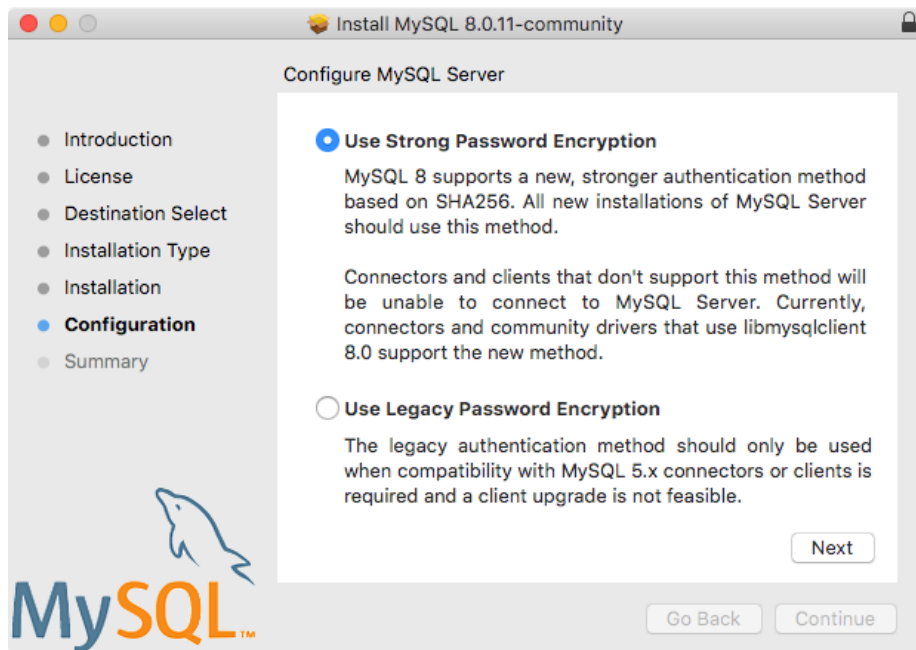 Install MySQL 8.0.11-community
Configure MySQL Server
Introduction
License
Destination Select
Installation Type
Installation
Configuration
Summary
Use Strong Password Encryption
MySQL 8 supports a new, stronger authentication method
based on SHA256. All new installations of MySQL Server
should use this method.
Connectors and clients that don't support this method will
be unable to connect to MySQL Server. Currently,
connectors and community drivers that use libmysqlclient
8.0 support the new method.
Use Legacy Password Encryption
The legacy authentication method should only be used
when compatibility with MySQL 5.x connectors or clients is
required and a client upgrade is not feasible.
Next
MySQL™
Go Back
Continue